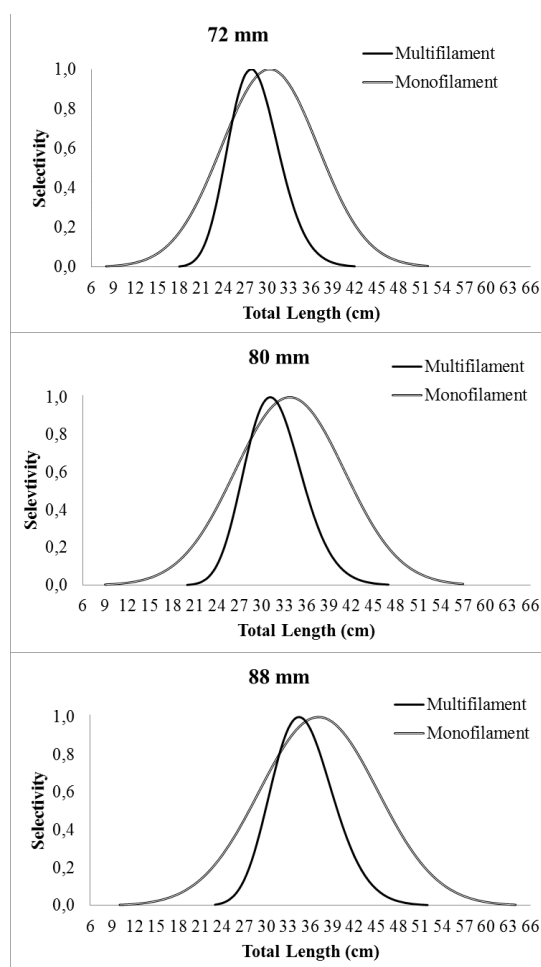 72 mm
Multifilament
Monofilament
1,0
0,8
0,6
0,4
0,2
0,0
Selectivity
6 9 12 15 18 21 24 27 30 33 36 39 42 45 48 51 54 57 60 63 66
Total Length (cm)
80 mm
Multifilament
Monofilament
1,0
0,8
0,6
0,4
0,2
0,0
Selevtivity
6 9 12 15 18 21 24 27 30 33 36 39 42 45 48 51 54 57 60 63 66
Total Length (cm)
88 mm
Multifilament
Monofilament
1,0
0,8
0,6
0,4
0,2
0,0
Selectivity
6 9 12 15 18 21 24 27 30 33 36 39 42 45 48 51 54 57 60 63 66
Total Length (cm)